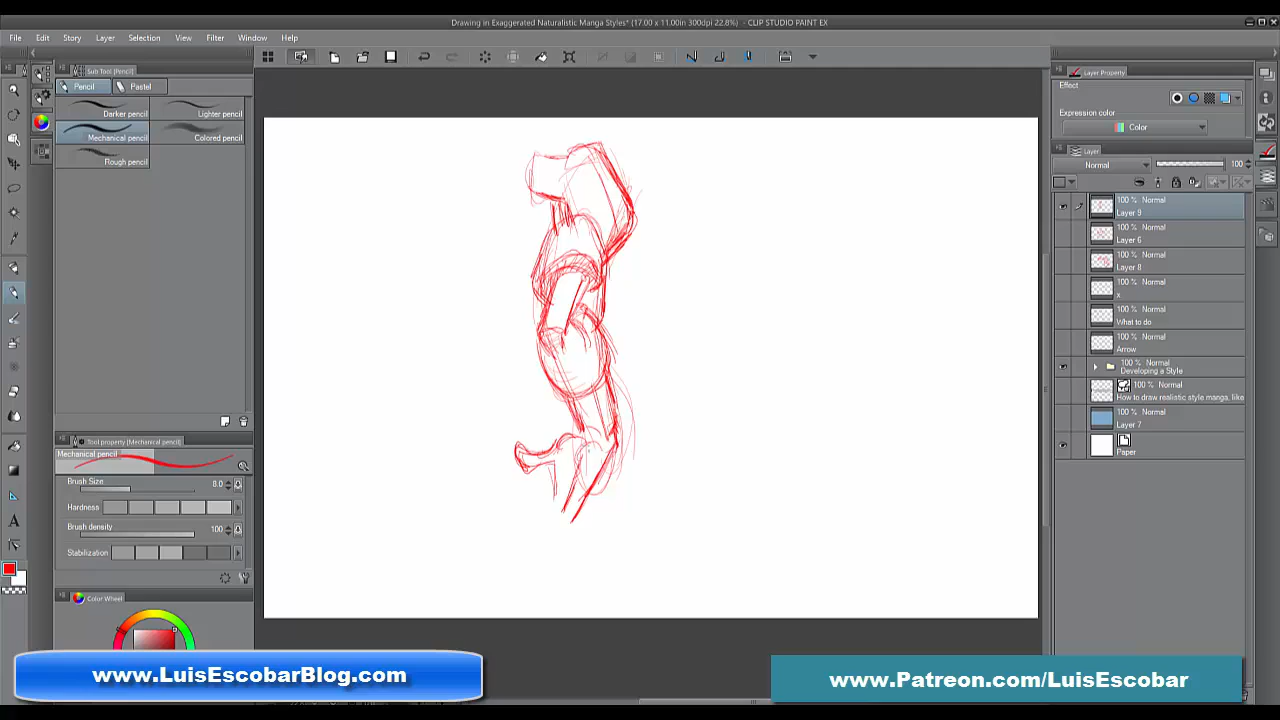 Drawing in Exaggerated Naturalistic Manga Styles* (17.00 x 11.00in 300dpi 22.8%) - CLIP STUDIO PAINT EX
File Edit Story Layer Selection View Filter Window Help
Sub Tool [Pencil]
Pencil Pastel
Darker pencil Lighter pencil
Mechanical pencil Colored pencil
Rough pencil
Tool property [Mechanical pencil]
Mechanical pencil
Brush Size 8.0
Hardness
Brush density 100
Stabilization
Color Wheel
Layer Property
Effect
Expression color
Color
Layer
Normal 100
100 % Normal
Layer 9
100 % Normal
Layer 6
100 % Normal
Layer 8
100 % Normal
x
100 % Normal
What to do
100 % Normal
Arrow
100 % Normal
Developing a Style
100 % Normal
How to draw realistic style manga, like
100 % Normal
Layer 7
Paper
www.LuisEscobarBlog.com
www.Patreon.com/LuisEscobar